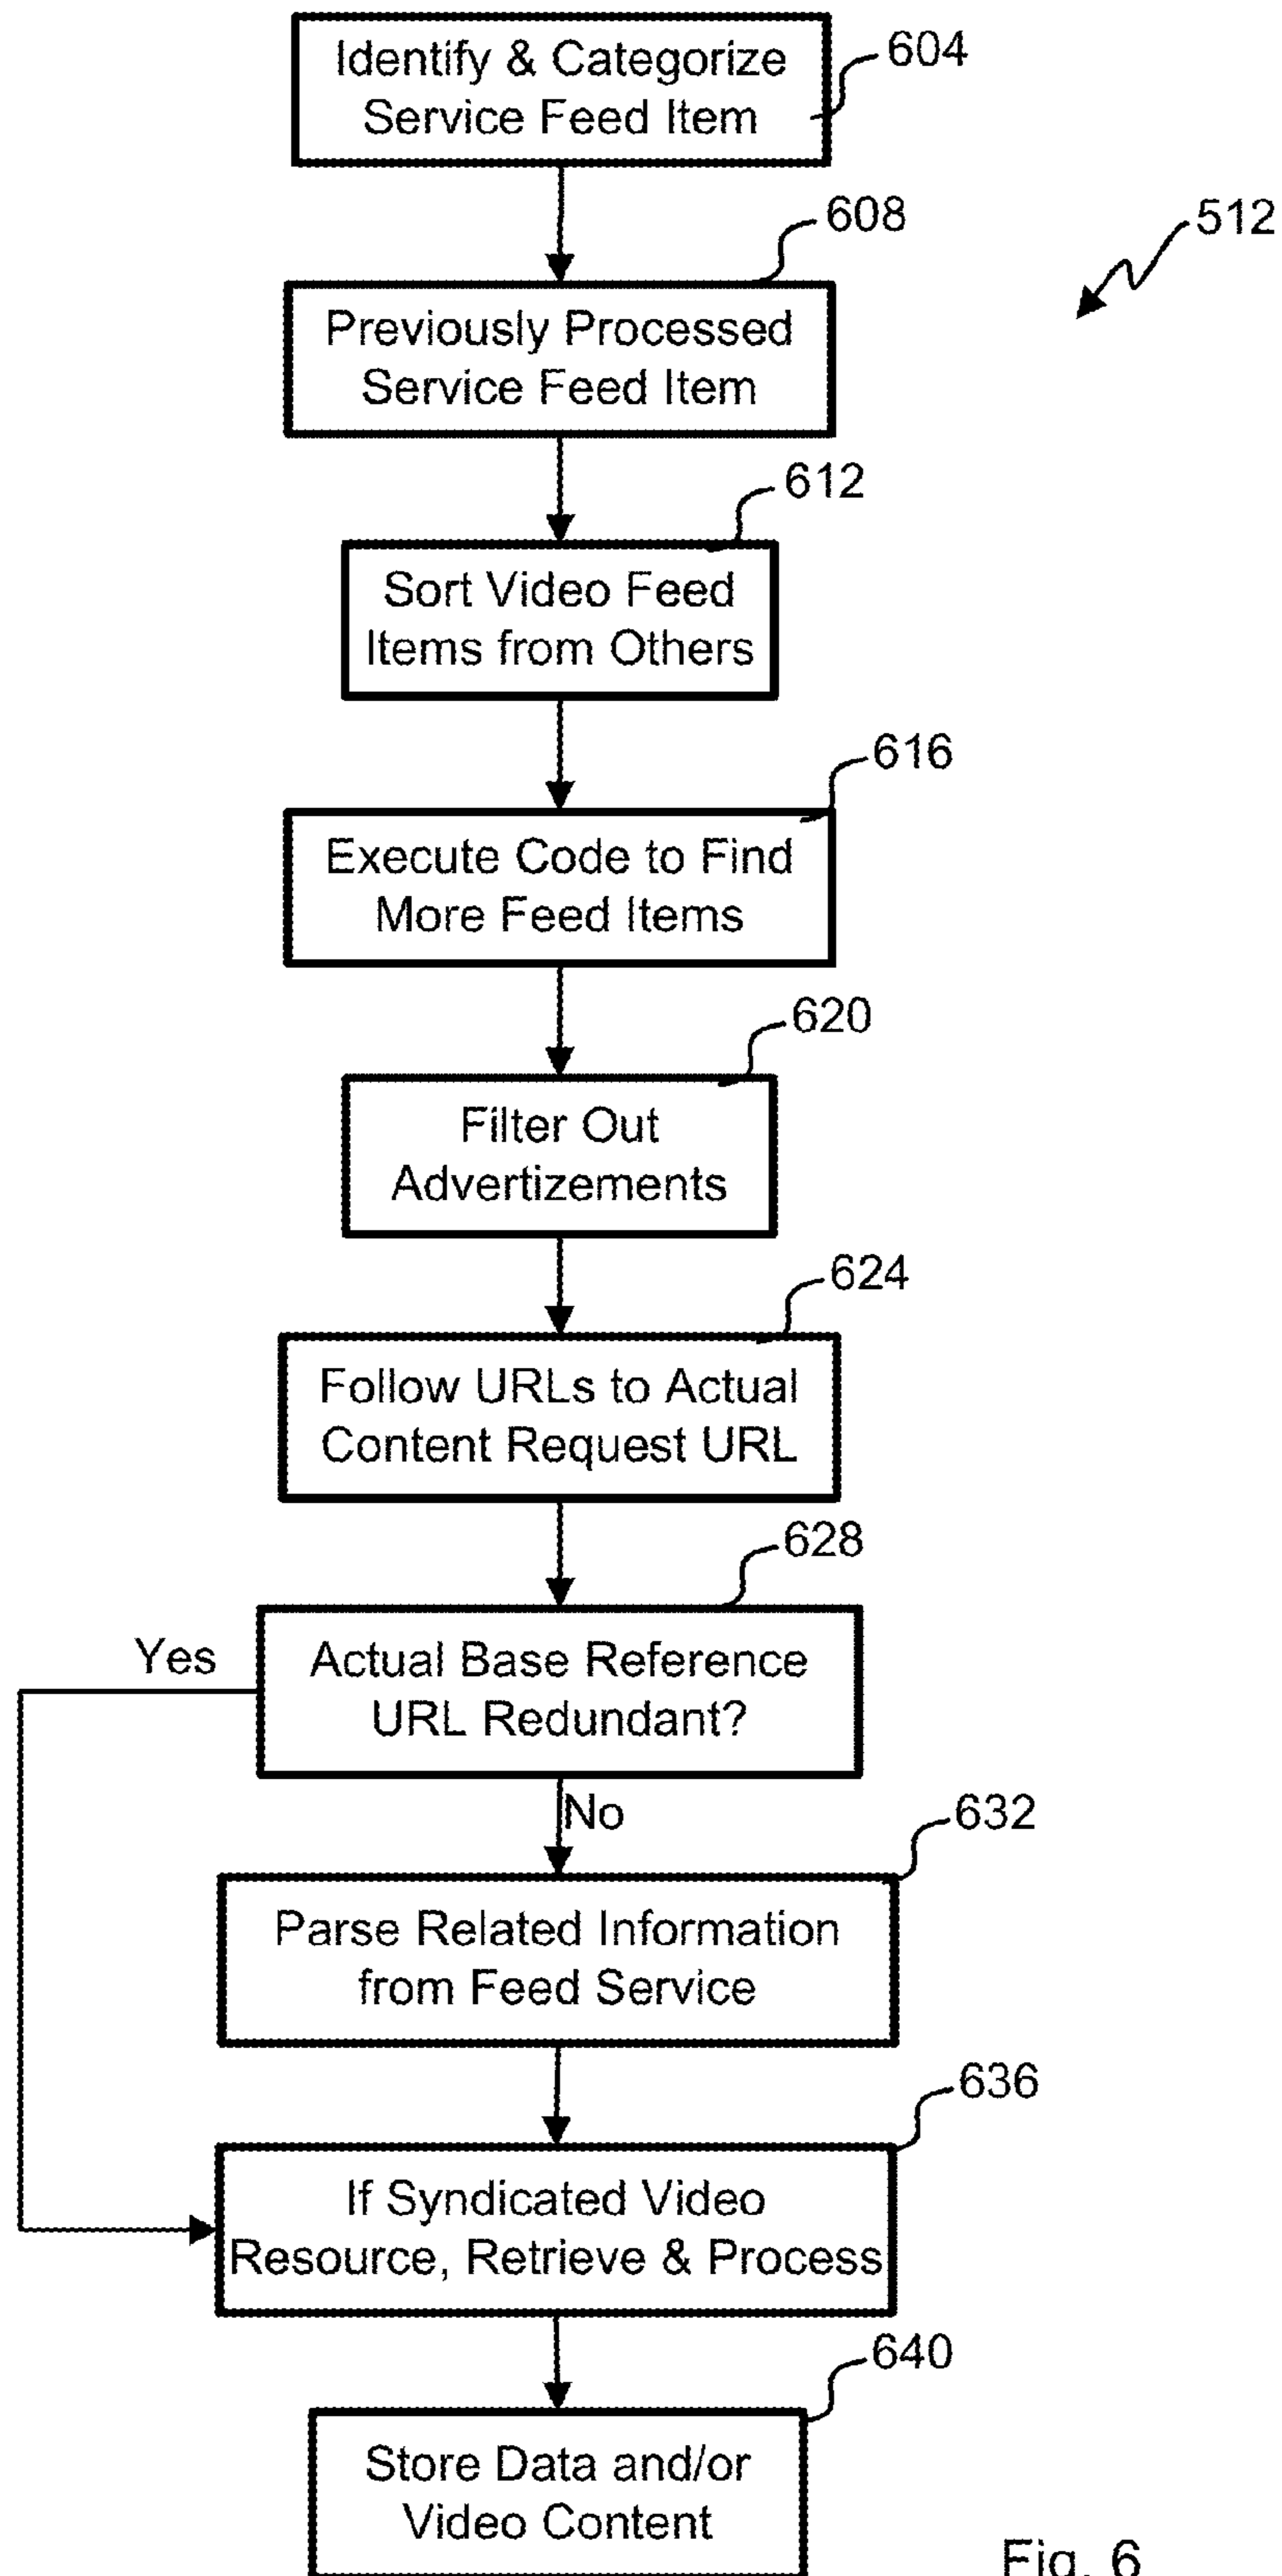 Identify & Categorize
Service Feed Item
604
608
512
Previously Processed
Service Feed Item
612
Sort Video Feed
Items from Others
616
Execute Code to Find
More Feed Items
620
Filter Out
Advertizements
624
Follow URLs to Actual
Content Request URL
628
Yes
Actual Base Reference
URL Redundant?
No
632
Parse Related Information
from Feed Service
636
If Syndicated Video
Resource, Retrieve & Process
640
Store Data and/or
Video Content
Fig. 6